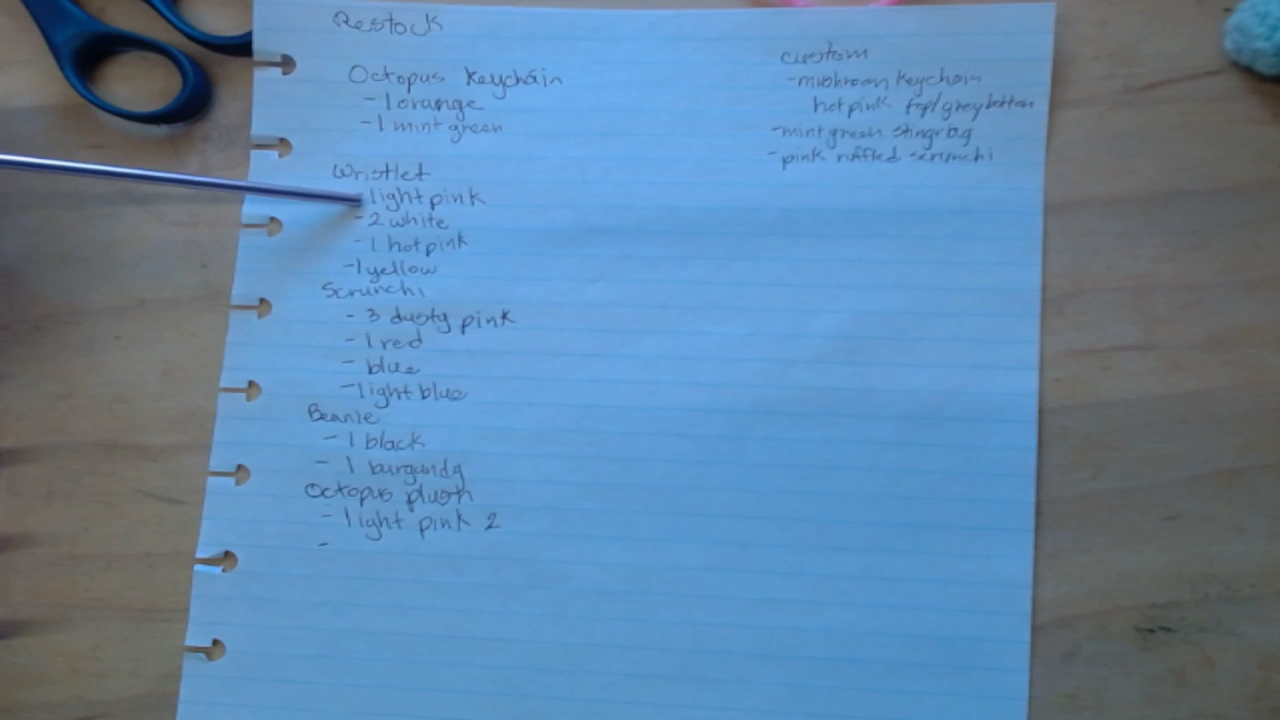 Restock
Octopus Keychain
- 1 orange
- 1 mint green
Wristlet
light pink
- 2 white
- 1 hot pink
- 1 yellow
Scrunchi
- 3 dusty pink
- 1 red
- blue
- light blue
Beanie
- 1 black
- 1 burgundy
Octopus plush
- light pink 2
-
custom
- mushroom keychain
hot pink top/grey bottom
- mint green string bag
- pink ruffled scrunchi